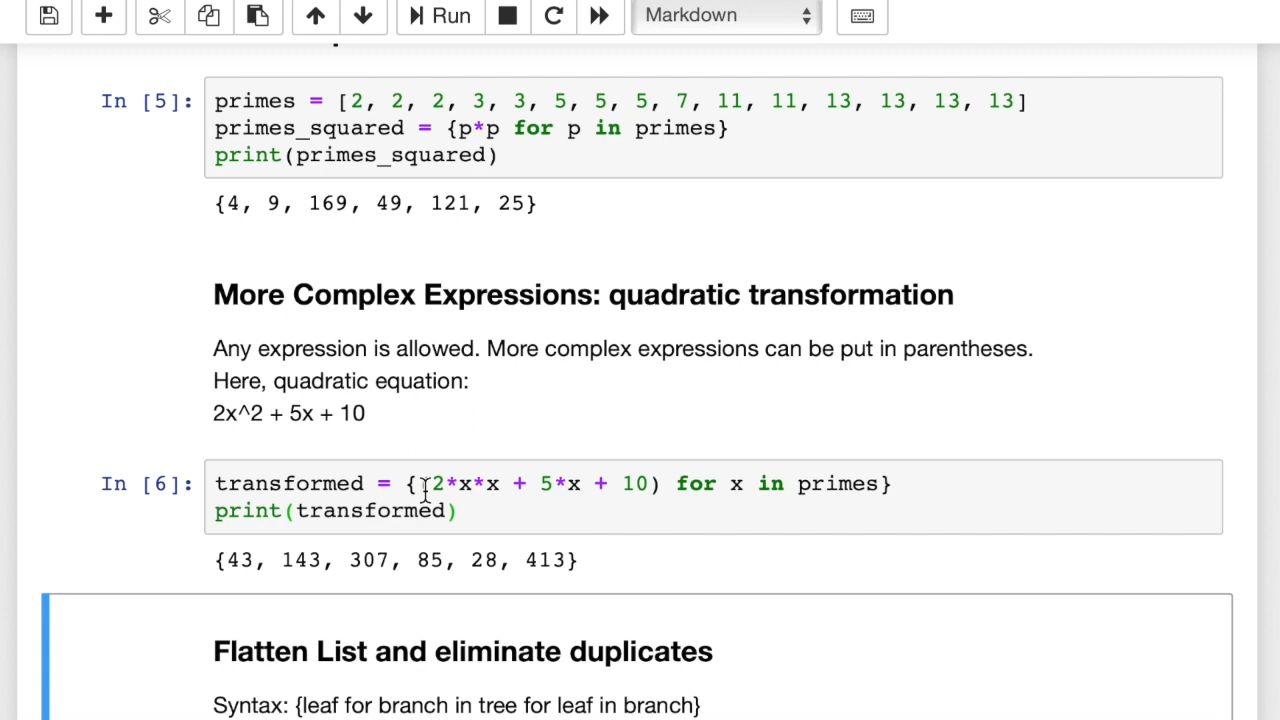 Run
Markdown
In [5]:
primes = [2, 2, 2, 3, 3, 5, 5, 5, 7, 11, 11, 13, 13, 13, 13]
primes_squared = {p*p for p in primes}
print(primes_squared)
{4, 9, 169, 49, 121, 25}
More Complex Expressions: quadratic transformation
Any expression is allowed. More complex expressions can be put in parentheses.
Here, quadratic equation:
2x^2 + 5x + 10
In [6]:
transformed = {(2*x*x + 5*x + 10) for x in primes}
print(transformed)
{43, 143, 307, 85, 28, 413}
Flatten List and eliminate duplicates
Syntax: {leaf for branch in tree for leaf in branch}